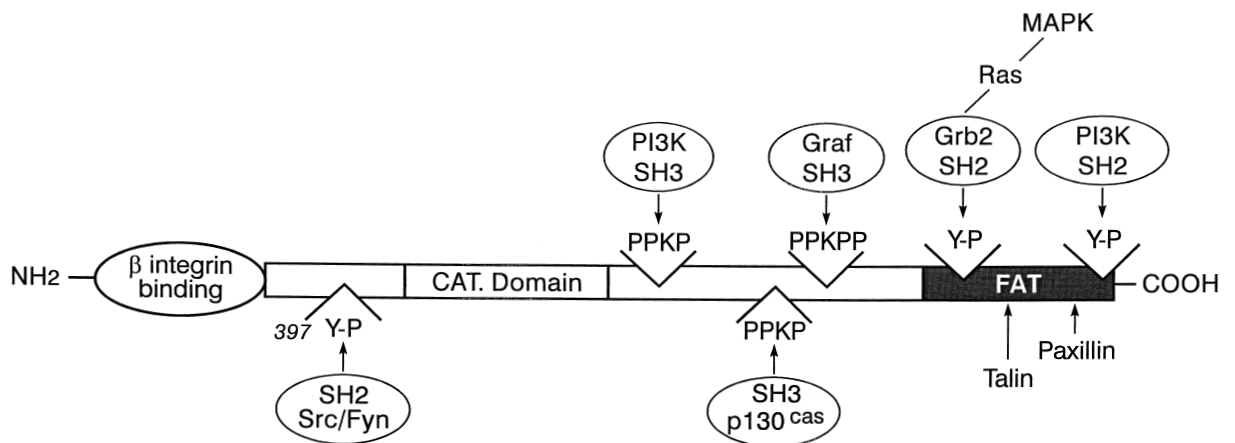 MAPK
Ras
PI3K
SH3
Graf
SH3
Grb2
SH2
PI3K
SH2
PPKP
PPKPP
Y-P
Y-P
NH2
β integrin
binding
CAT. Domain
FAT
COOH
397
Y-P
PPKP
Paxillin
Talin
SH2
Src/Fyn
SH3
p130 cas